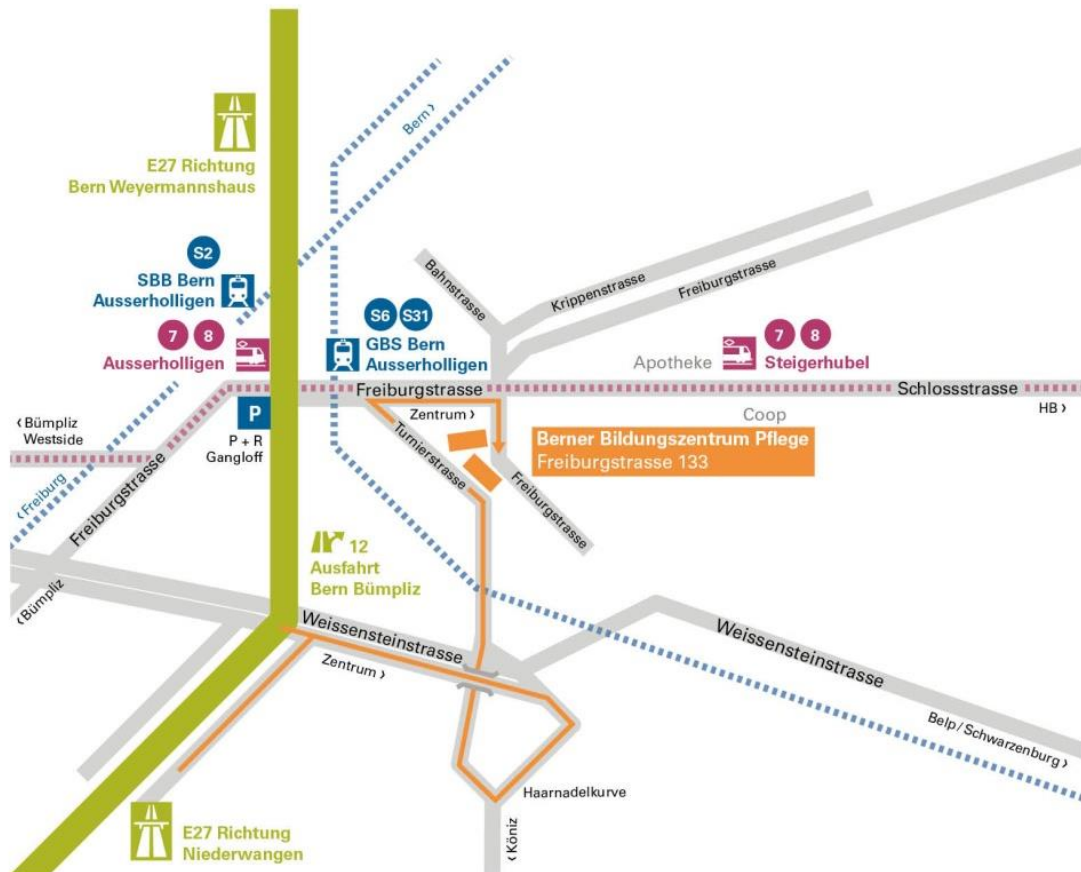 E27 Richtung
Bern Weyermannshaus
Bern ›
S2
SBB Bern
Ausserholligen
Bahnstrasse
Krippenstrasse
Freiburgstrasse
S6 S31
GBS Bern
Ausserholligen
7 8
Ausserholligen
7 8
Steigerhubel
Apotheke
Freiburgstrasse
Schlossstrasse
HB ›
Coop
Zentrum ›
P
P + R
Gangloff
‹ Bümpliz
Westside
‹ Freiburg
Freiburgstrasse
‹ Bümpliz
Turnierstrasse
Berner Bildungszentrum Pflege
Freiburgstrasse 133
Freiburgstrasse
12
Ausfahrt
Bern Bümpliz
Weissensteinstrasse
Zentrum ›
Weissensteinstrasse
Belp / Schwarzenburg ›
Haarnadelkurve
‹ Köniz
E27 Richtung
Niederwangen